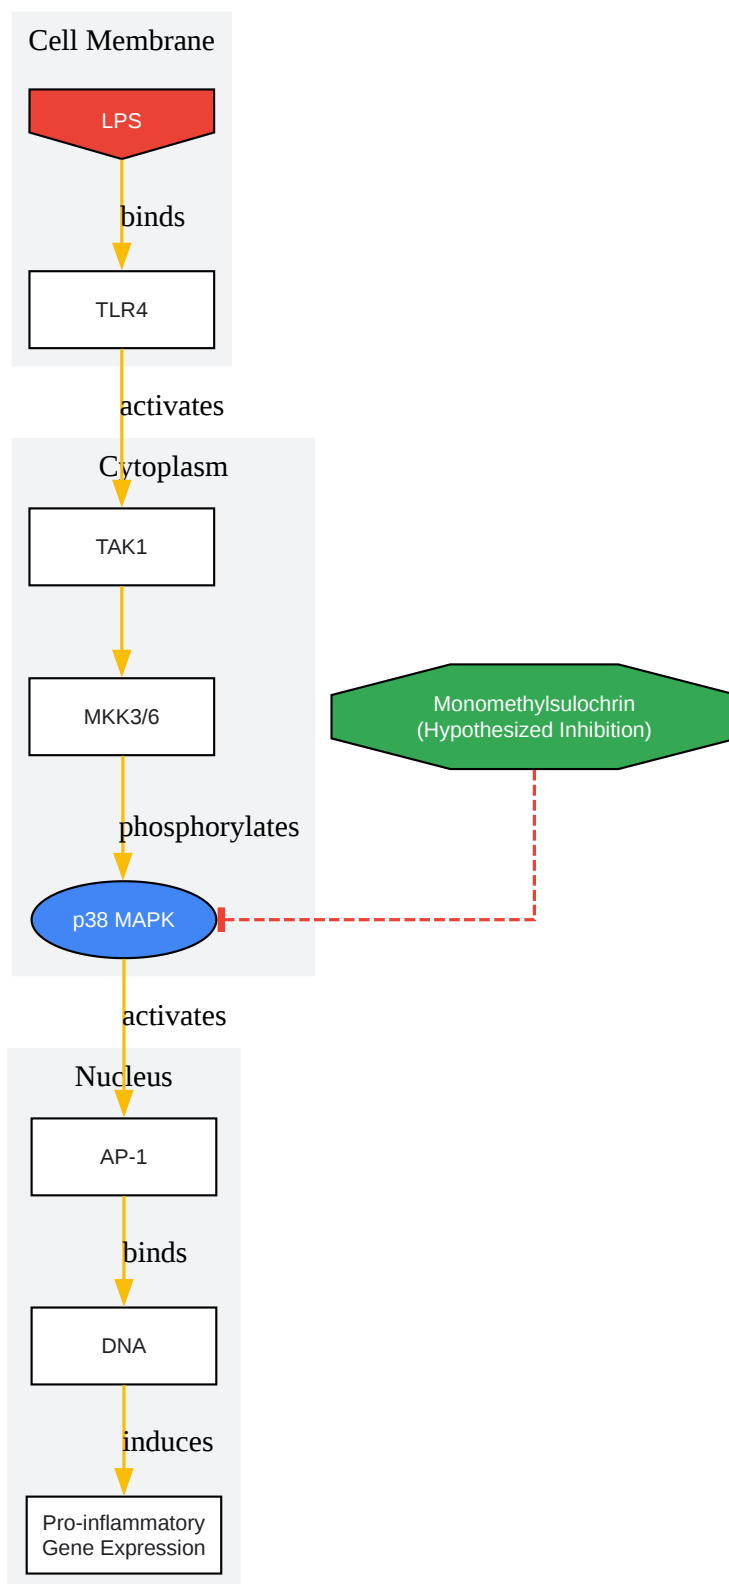 Cell Membrane
LPS
binds
TLR4
activates
Cytoplasm
TAK1
MKK3/6
Monomethylsulochrin
(Hypothesized Inhibition)
phosphorylates
p38 MAPK
activates
Nucleus
AP-1
binds
DNA
induces
Pro-inflammatory
Gene Expression